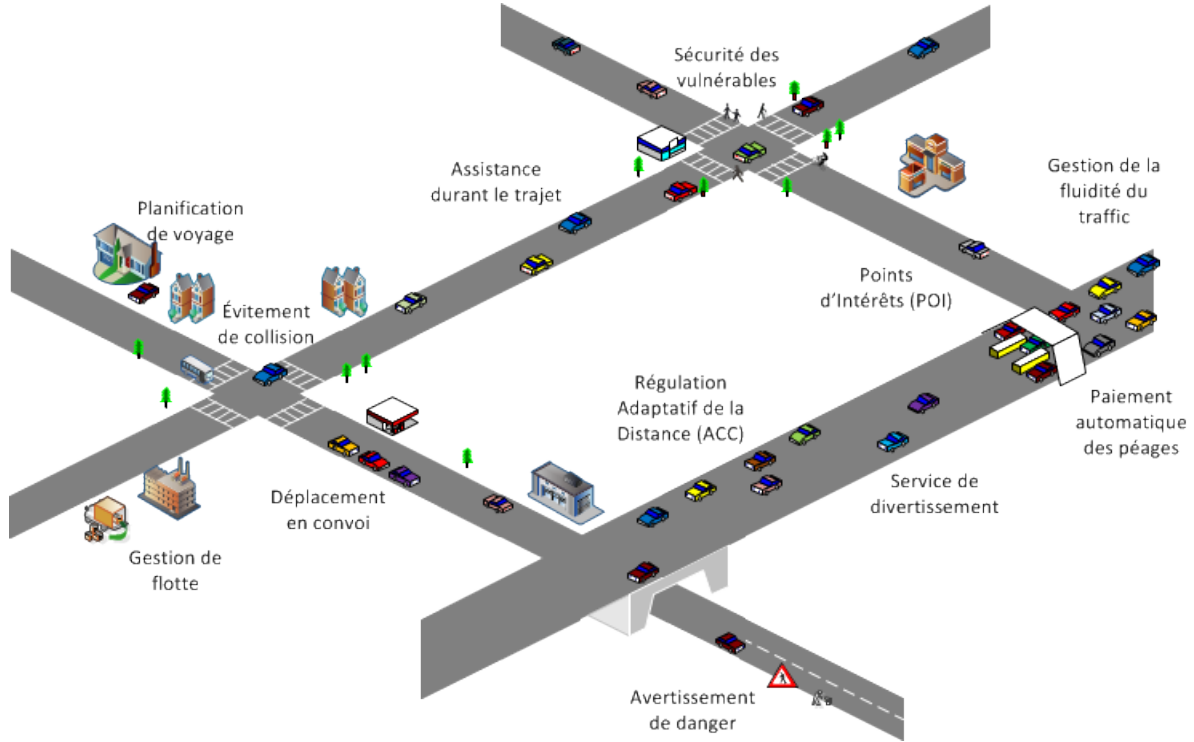 Sécurité des
vulnérables
Assistance
durant le trajet
Gestion de la
fluidité du
traffic
Planification
de voyage
Évitement
de collision
Points
d'Intérêts (POI)
Régulation
Adaptatif de la
Distance (ACC)
Paiement
automatique
des péages
Service de
divertissement
Déplacement
en convoi
Gestion de
flotte
Avertissement
de danger